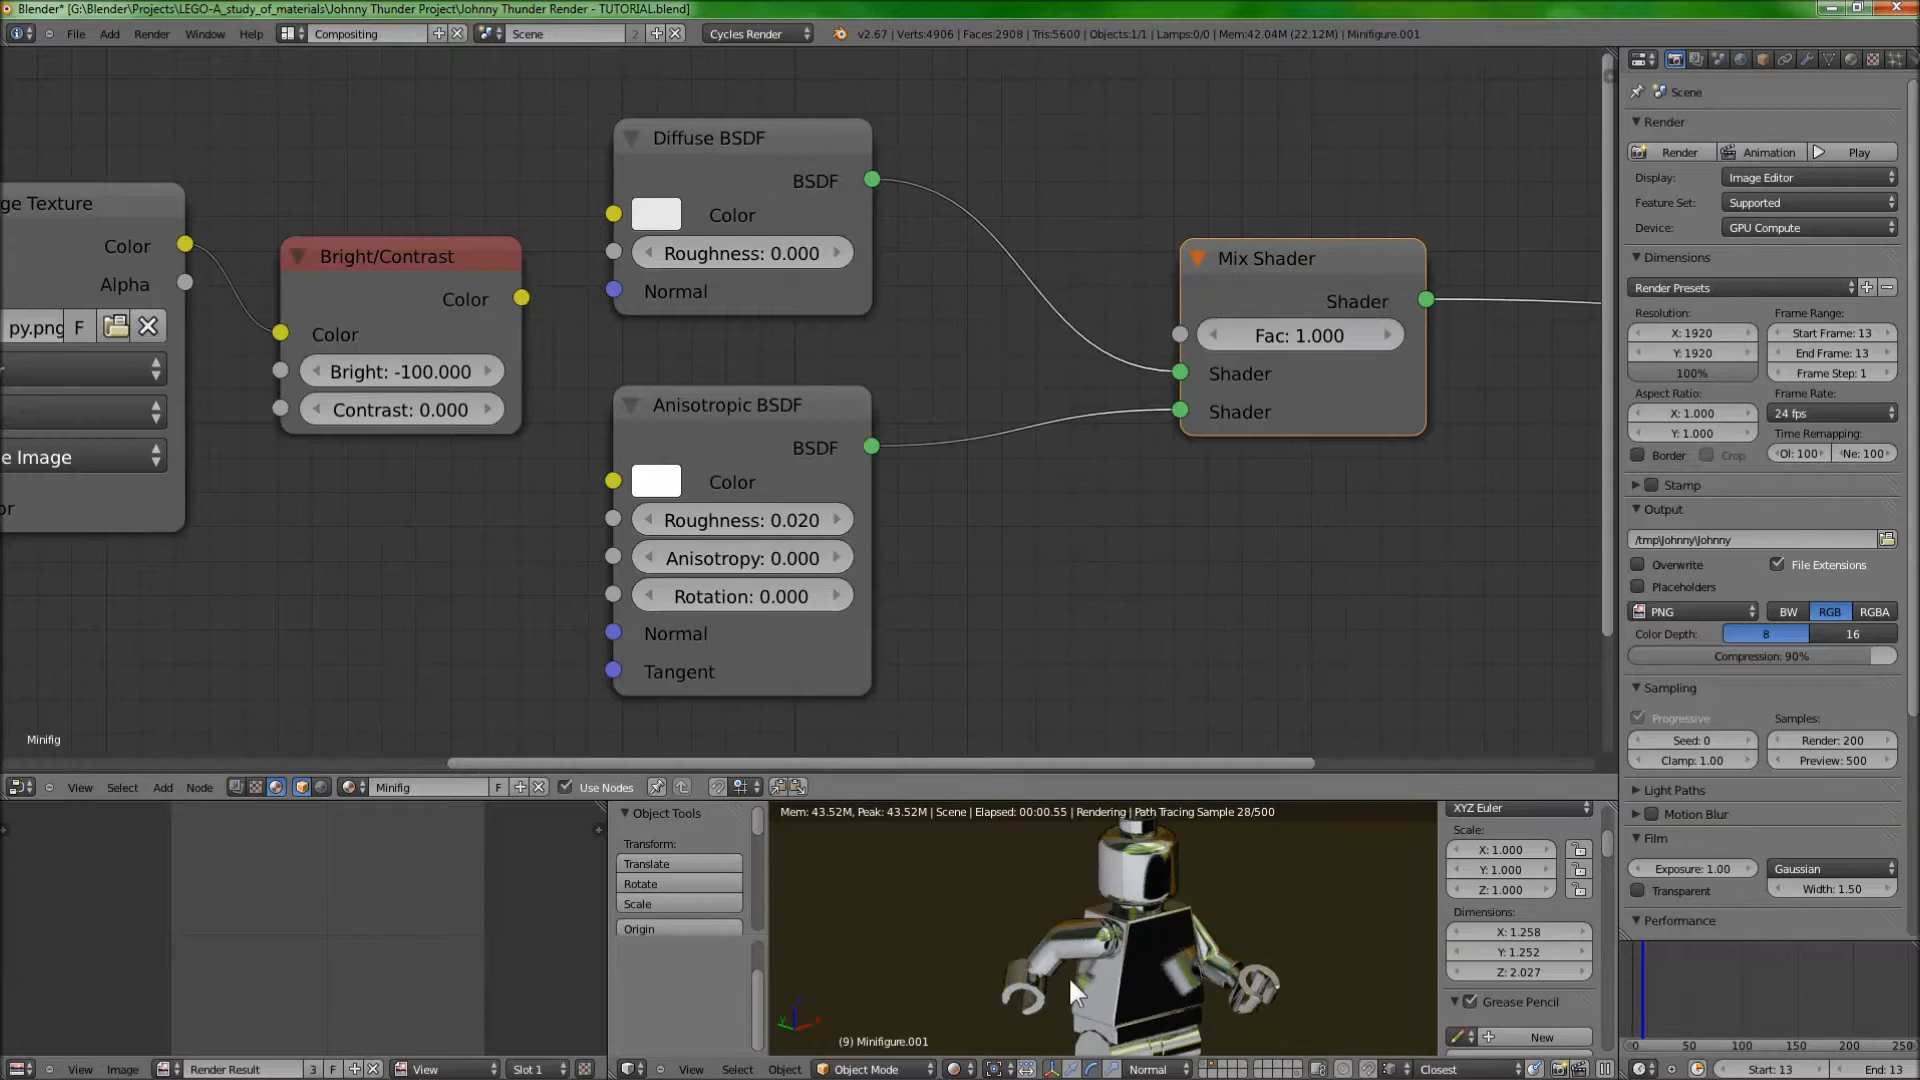 Blender* [G:\Blender\Projects\LEGO-A_study_of_materials\Johnny Thunder Project\Johnny Thunder Render - TUTORIAL.blend]
File Add Render Window Help Compositing Scene 2 Cycles Render v2.67 | Verts:4906 | Faces:2908 | Tris:5600 | Objects:1/1 | Lamps:0/0 | Mem:42.04M (22.12M) | Minifigure.001
ge Texture
Color
Alpha
py.png F
e Image
Bright/Contrast
Color
Color
Bright: -100.000
Contrast: 0.000
Diffuse BSDF
BSDF
Color
Roughness: 0.000
Normal
Anisotropic BSDF
BSDF
Color
Roughness: 0.020
Anisotropy: 0.000
Rotation: 0.000
Normal
Tangent
Mix Shader
Shader
Fac: 1.000
Shader
Shader
Minifig
View Select Add Node Minifig F Use Nodes
Scene
Render
Render Animation Play
Display: Image Editor
Feature Set: Supported
Device: GPU Compute
Dimensions
Render Presets
Resolution: Frame Range:
X: 1920 Start Frame: 13
Y: 1920 End Frame: 13
100% Frame Step: 1
Aspect Ratio: Frame Rate:
X: 1.000 24 fps
Y: 1.000 Time Remapping:
Border Crop Ol: 100 Ne: 100
Stamp
Output
/tmp\Johnny\Johnny
Overwrite File Extensions
Placeholders
PNG BW RGB RGBA
Color Depth: 8 16
Compression: 90%
Sampling
Progressive Samples:
Seed: 0 Render: 200
Clamp: 1.00 Preview: 500
Light Paths
Motion Blur
Film
Exposure: 1.00 Gaussian
Transparent Width: 1.50
Performance
Object Tools
Transform:
Translate
Rotate
Scale
Origin
Mem: 43.52M, Peak: 43.52M | Scene | Elapsed: 00:00.55 | Rendering | Path Tracing Sample 28/500
(9) Minifigure.001
XYZ Euler
Scale:
X: 1.000
Y: 1.000
Z: 1.000
Dimensions:
X: 1.258
Y: 1.252
Z: 2.027
Grease Pencil
New
0 50 100 150 200 250
View Image Render Result 3 F View Slot 1
View Select Object Object Mode Normal Closest
Start: 13 End: 13